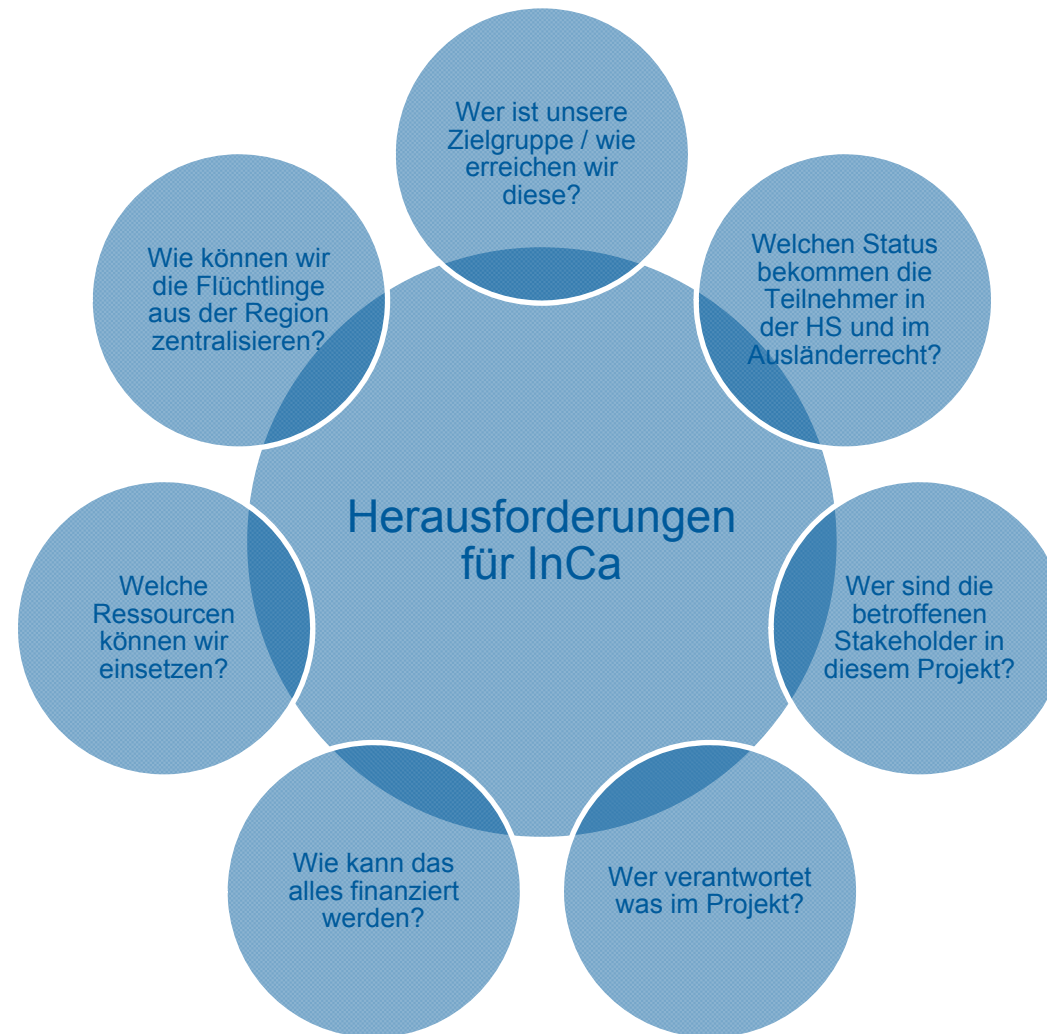 Wer ist unsere
Zielgruppe / wie
erreichen wir
diese?
Welchen Status
bekommen die
Teilnehmer in
der HS und im
Ausländerrecht?
Wer sind die
betroffenen
Stakeholder in
diesem Projekt?
Wer verantwortet
was im Projekt?
Wie kann das
alles finanziert
werden?
Welche
Ressourcen
können wir
einsetzen?
Wie können wir
die Flüchtlinge
aus der Region
zentralisieren?
Herausforderungen
für InCa